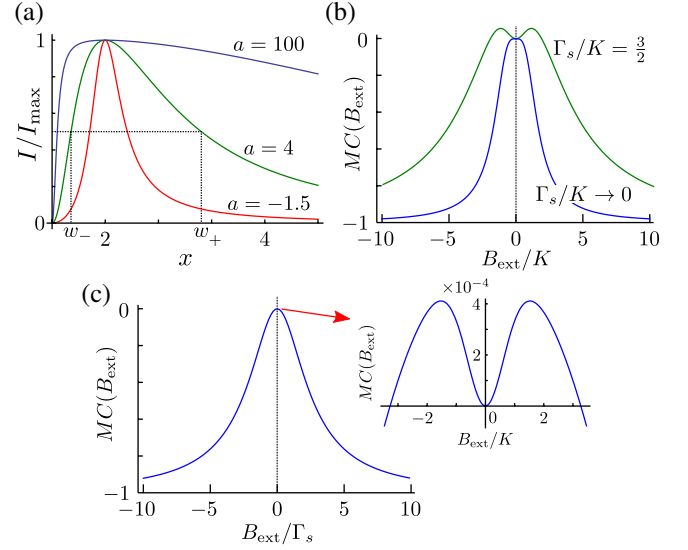 (a)
1
I/I_max
0
a = 100
a = 4
a = −1.5
w_− 2 w_+ 4
x
(b)
0
MC(B_ext)
−1
Γ_s/K = 3/2
Γ_s/K → 0
−10 −5 0 5 10
B_ext/K
(c)
0
MC(B_ext)
−1
−10 −5 0 5 10
B_ext/Γ_s
×10^−4
4
2
MC(B_ext)
−2 0 2
B_ext/K